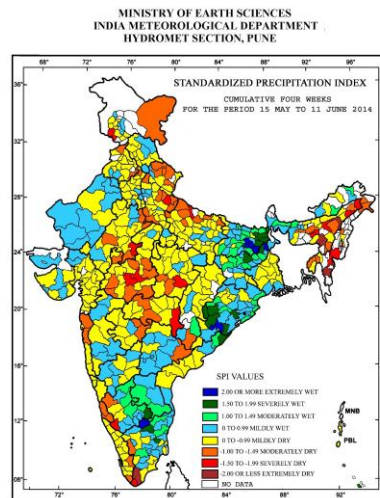 MINISTRY OF EARTH SCIENCES
INDIA METEOROLOGICAL DEPARTMENT
HYDROMET SECTION, PUNE
68° 72° 76° 80° 84° 88° 92° 96°
STANDARDIZED PRECIPITATION INDEX
CUMULATIVE FOUR WEEKS
FOR THE PERIOD 15 MAY TO 11 JUNE 2014
36°
32°
28°
24°
20°
16°
12°
08°
SPI VALUES
2.00 OR MORE EXTREMELY WET
1.50 TO 1.99 SEVERELY WET
1.00 TO 1.49 MODERATELY WET
0 TO 0.99 MILDLY WET
0 TO -0.99 MILDLY DRY
-1.00 TO -1.49 MODERATELY DRY
-1.50 TO -1.99 SEVERELY DRY
-2.00 OR LESS EXTREMELY DRY
NO DATA
MNB
PBL
72° 76° 80° 84° 88° 92°